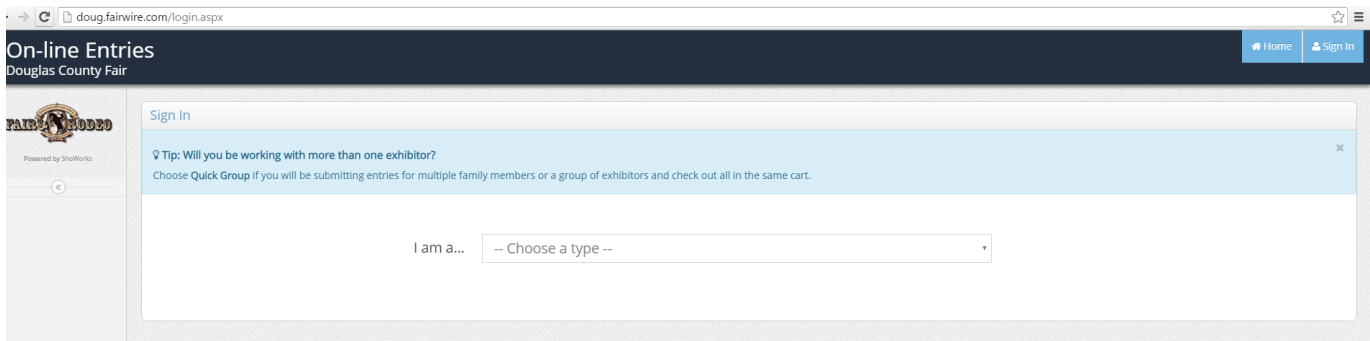 doug.fairwire.com/login.aspx
On-line Entries
Douglas County Fair
Home
Sign In
FAIR & RODEO
Powered by ShoWorks
Sign In
Tip: Will you be working with more than one exhibitor?
Choose Quick Group if you will be submitting entries for multiple family members or a group of exhibitors and check out all in the same cart.
I am a...
-- Choose a type --